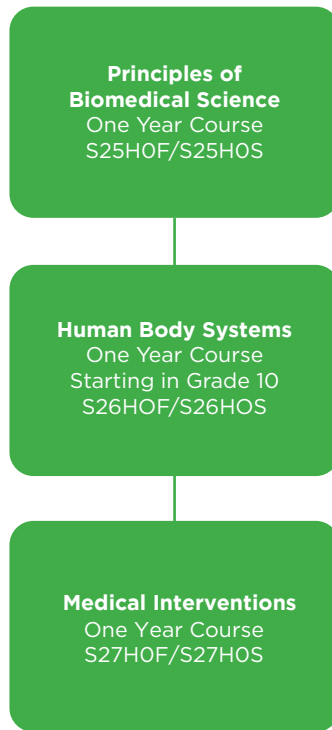 Principles of
Biomedical Science
One Year Course
S25H0F/S25H0S
Human Body Systems
One Year Course
Starting in Grade 10
S26HOF/S26HOS
Medical Interventions
One Year Course
S27H0F/S27H0S